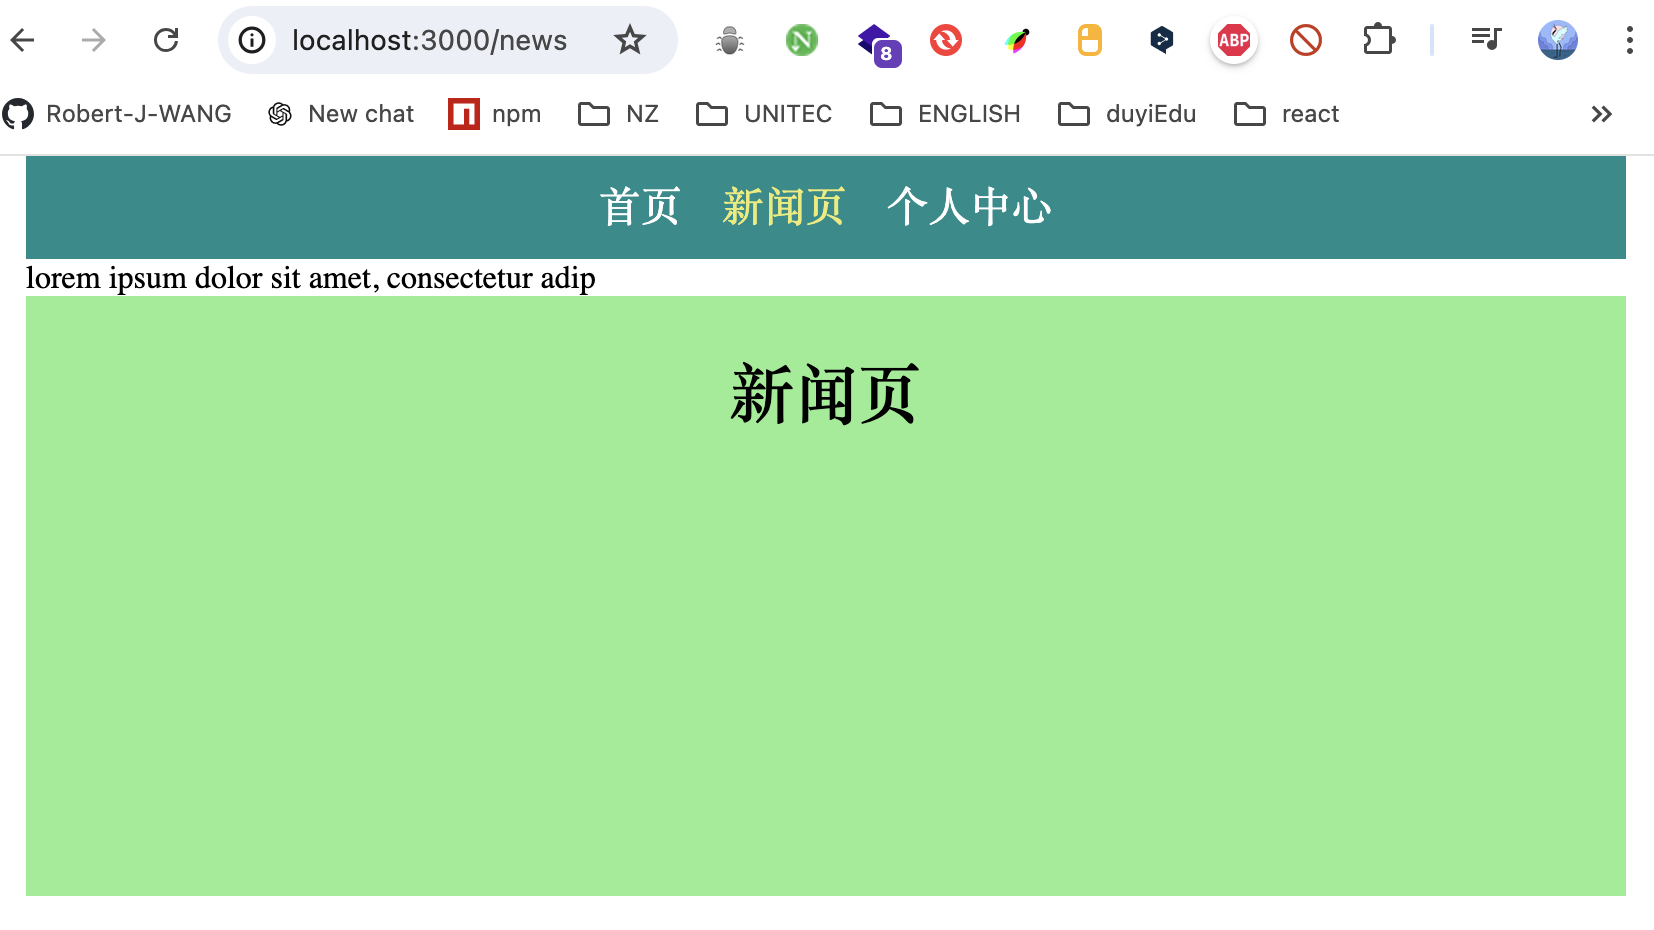 localhost:3000/news
8
ABP
Robert-J-WANG New chat npm NZ UNITEC ENGLISH duyiEdu react
首页 新闻页 个人中心
lorem ipsum dolor sit amet, consectetur adip
新闻页